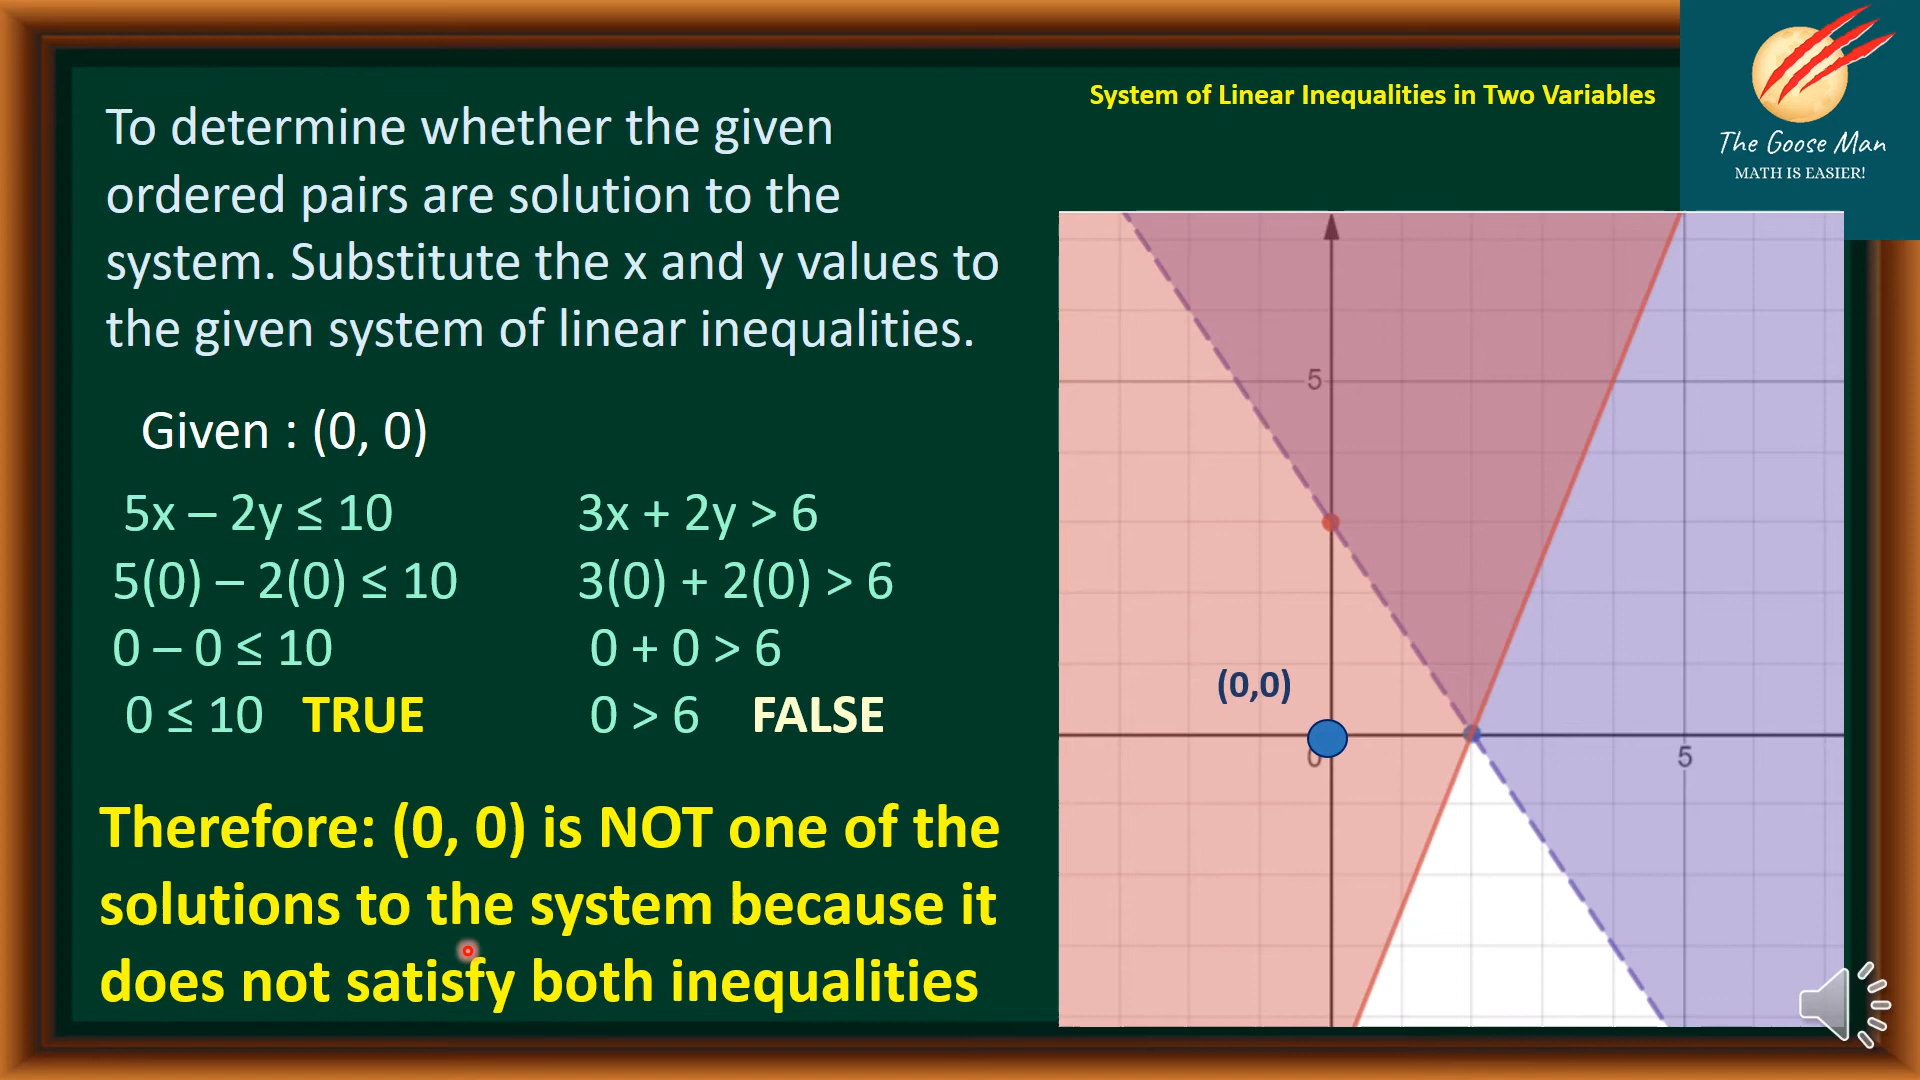 System of Linear Inequalities in Two Variables
The Goose Man
MATH IS EASIER!
To determine whether the given
ordered pairs are solution to the
system. Substitute the x and y values to
the given system of linear inequalities.
Given : (0, 0)
5x – 2y ≤ 10
5(0) – 2(0) ≤ 10
0 – 0 ≤ 10
0 ≤ 10 TRUE
3x + 2y > 6
3(0) + 2(0) > 6
0 + 0 > 6
0 > 6 FALSE
Therefore: (0, 0) is NOT one of the
solutions to the system because it
does not satisfy both inequalities
5
(0,0)
0
5